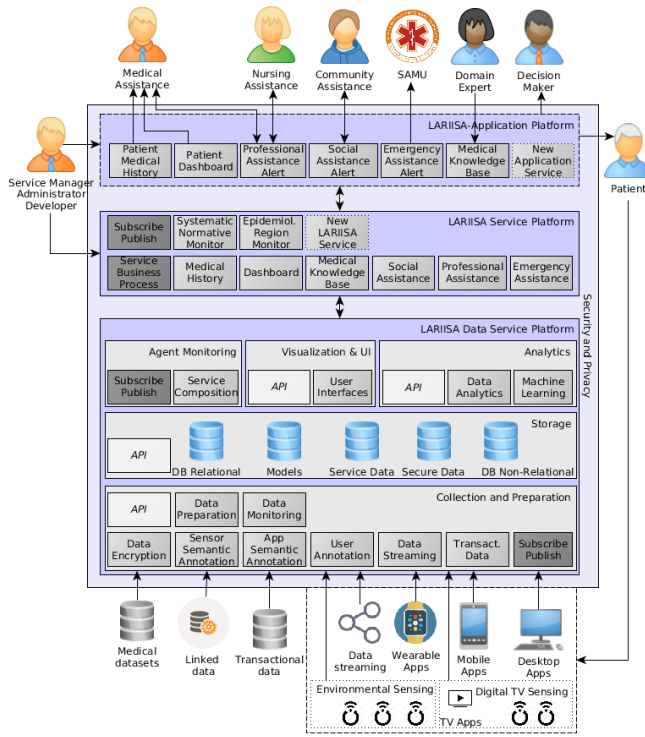 Medical
Assistance
Nursing
Assistance
Community
Assistance
SAMU
Domain
Expert
Decision
Maker
Service Manager
Administrator
Developer
Patient
LARIISA-Application Platform
Patient
Medical
History
Patient
Dashboard
Professional
Assistance
Alert
Social
Assistance
Alert
Emergency
Assistance
Alert
Medical
Knowledge
Base
New
Application
Service
LARIISA Service Platform
Subscribe
Publish
Systematic
Normative
Monitor
Epidemiol.
Region
Monitor
New
LARIISA
Service
Service
Business
Process
Medical
History
Dashboard
Medical
Knowledge
Base
Social
Assistance
Professional
Assistance
Emergency
Assistance
Security and Privacy
LARIISA Data Service Platform
Agent Monitoring
Subscribe
Publish
Service
Composition
Visualization & UI
API
User
Interfaces
Analytics
API
Data
Analytics
Machine
Learning
Storage
API
DB Relational
Models
Service Data
Secure Data
DB Non-Relational
Collection and Preparation
API
Data
Preparation
Data
Monitoring
Data
Encryption
Sensor
Semantic
Annotation
App
Semantic
Annotation
User
Annotation
Data
Streaming
Transact.
Data
Subscribe
Publish
Medical
datasets
Linked
data
Transactional
data
Data
streaming
Wearable
Apps
Mobile
Apps
Desktop
Apps
Environmental Sensing
Digital TV Sensing
TV Apps